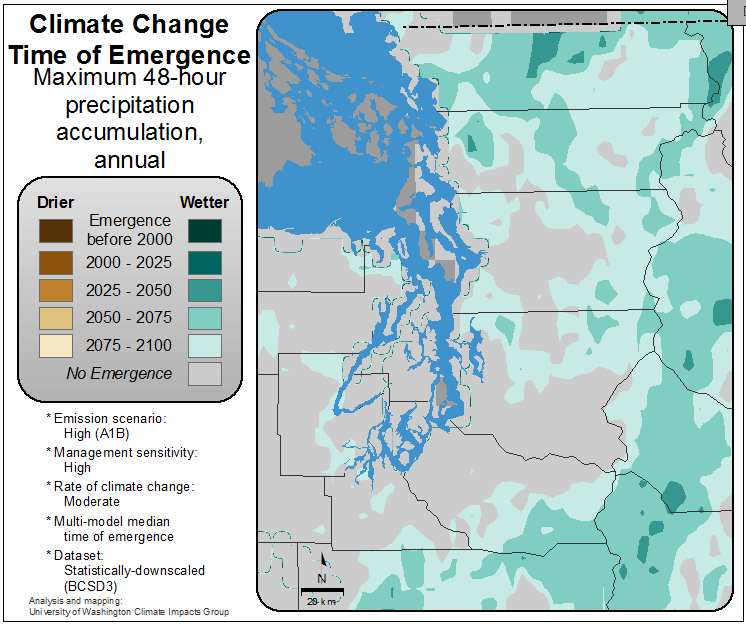 Climate Change
Time of Emergence
Maximum 48-hour
precipitation
accumulation,
annual
Drier
Wetter
Emergence
before 2000
2000 - 2025
2025 - 2050
2050 - 2075
2075 - 2100
No Emergence
* Emission scenario:
High (A1B)
* Management sensitivity:
High
* Rate of climate change:
Moderate
* Multi-model median
time of emergence
* Dataset:
Statistically-downscaled
(BCSD3)
Analysis and mapping:
University of Washington Climate Impacts Group
N
km